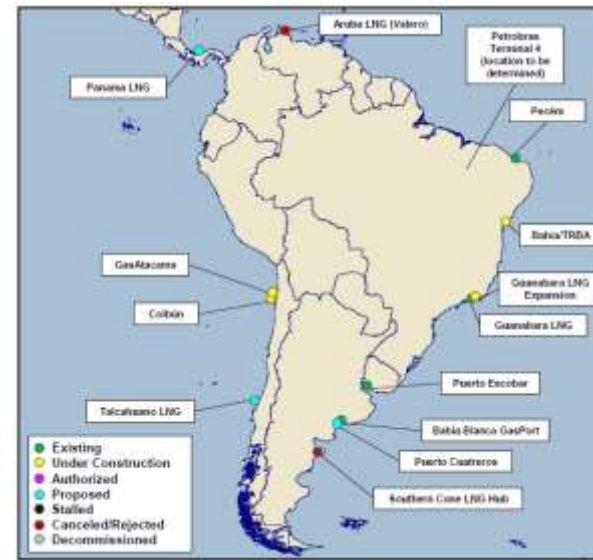 Aruba LNG (Valero)
Petrobras
Terminal 4
(location to be
determined)
Panama LNG
Pecém
Bahia/TRBA
GasAtacama
Guanabara LNG
Expansion
Colbún
Guanabara LNG
Puerto Escobar
Talcahuano LNG
Bahía Blanca GasPort
Puerto Cuatreros
Southern Cone LNG Hub
Existing
Under Construction
Authorized
Proposed
Stalled
Canceled/Rejected
Decommissioned